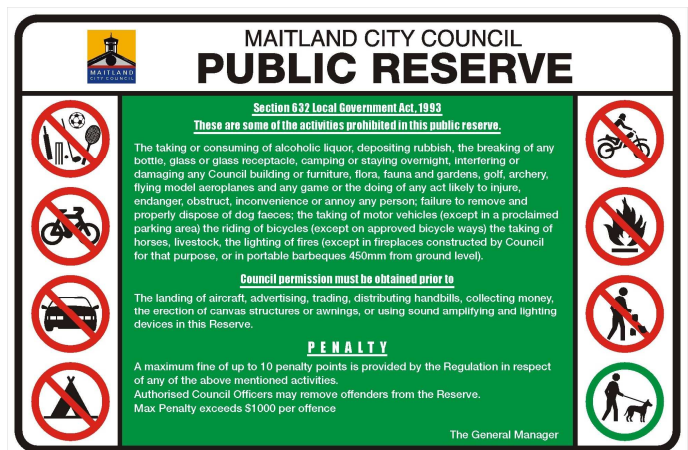 MAITLAND CITY COUNCIL
PUBLIC RESERVE
MAITLAND
CITY COUNCIL
Section 632 Local Government Act, 1993
These are some of the activities prohibited in this public reserve.
The taking or consuming of alcoholic liquor, depositing rubbish, the breaking of any
bottle, glass or glass receptacle, camping or staying overnight, interfering or
damaging any Council building or furniture, flora, fauna and gardens, golf, archery,
flying model aeroplanes and any game or the doing of any act likely to injure,
endanger, obstruct, inconvenience or annoy any person; failure to remove and
properly dispose of dog faeces; the taking of motor vehicles (except in a proclaimed
parking area) the riding of bicycles (except on approved bicycle ways) the taking of
horses, livestock, the lighting of fires (except in fireplaces constructed by Council
for that purpose, or in portable barbeques 450mm from ground level).
Council permission must be obtained prior to
The landing of aircraft, advertising, trading, distributing handbills, collecting money,
the erection of canvas structures or awnings, or using sound amplifying and lighting
devices in this Reserve.
PENALTY
A maximum fine of up to 10 penalty points is provided by the Regulation in respect
of any of the above mentioned activities.
Authorised Council Officers may remove offenders from the Reserve.
Max Penalty exceeds $1000 per offence
The General Manager